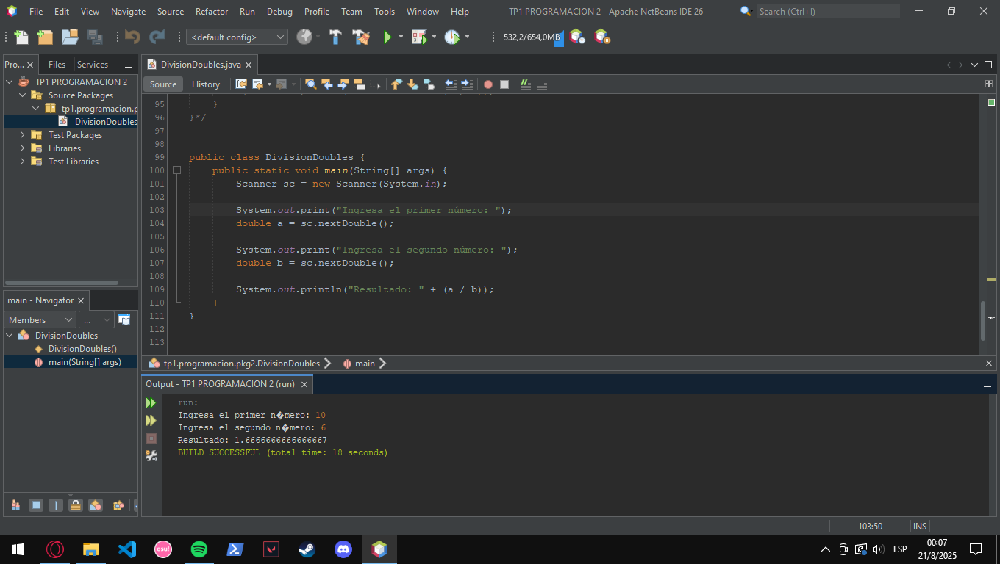 File Edit View Navigate Source Refactor Run Debug Profile Team Tools Window Help TP1 PROGRAMACION 2 - Apache NetBeans IDE 26 Search (Ctrl+I)
<default config> 532,2/654,0MB
Pro... Files Services
DivisionDoubles.java
TP1 PROGRAMACION 2
Source Packages
tp1.programacion.p
DivisionDoubles
Test Packages
Libraries
Test Libraries
Source History
95 }
96 }*/
97
98
99 public class DivisionDoubles {
100 public static void main(String[] args) {
101 Scanner sc = new Scanner(System.in);
102
103 System.out.print("Ingresa el primer número: ");
104 double a = sc.nextDouble();
105
106 System.out.print("Ingresa el segundo número: ");
107 double b = sc.nextDouble();
108
109 System.out.println("Resultado: " + (a / b));
110 }
111 }
112
113
main - Navigator
Members ...
DivisionDoubles
DivisionDoubles()
main(String[] args)
tp1.programacion.pkg2.DivisionDoubles main
Output - TP1 PROGRAMACION 2 (run)
run:
Ingresa el primer n�mero: 10
Ingresa el segundo n�mero: 6
Resultado: 1.6666666666666667
BUILD SUCCESSFUL (total time: 18 seconds)
103:50 INS
osu!
ESP
00:07
21/8/2025